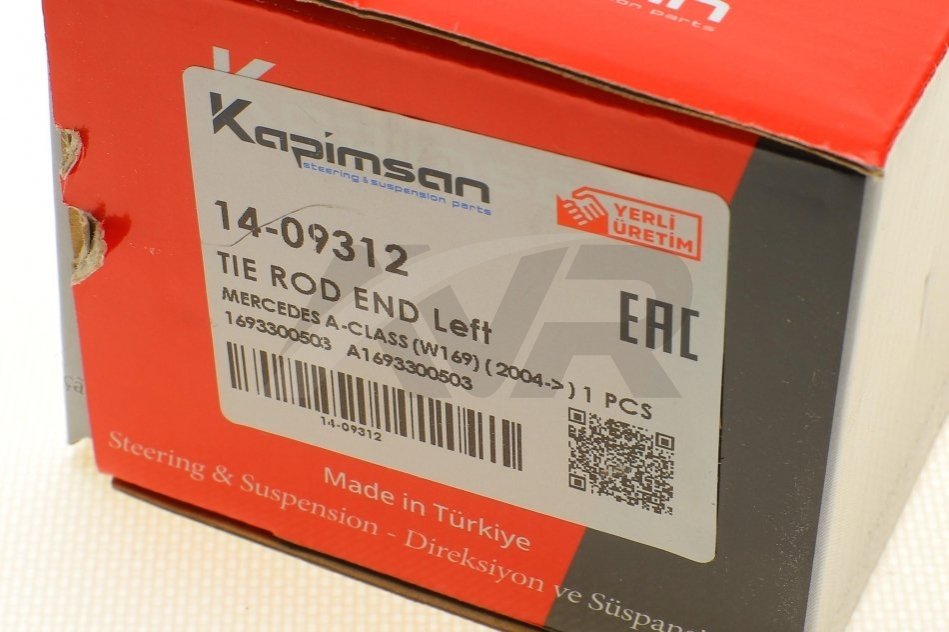 Kapimsan
steering & suspension parts
YERLİ
ÜRETİM
14-09312
TIE ROD END Left
MERCEDES A-CLASS (W169) ( 2004-> ) 1 PCS
1693300503 A1693300503
EAC
14-09312
Made in Türkiye
Steering & Suspension - Direksiyon ve Süspan